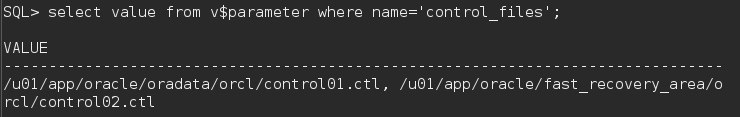 SQL> select value from v$parameter where name='control_files';
VALUE
--------------------------------------------------------------------------------
/u01/app/oracle/oradata/orcl/control01.ctl, /u01/app/oracle/fast_recovery_area/o
rcl/control02.ctl